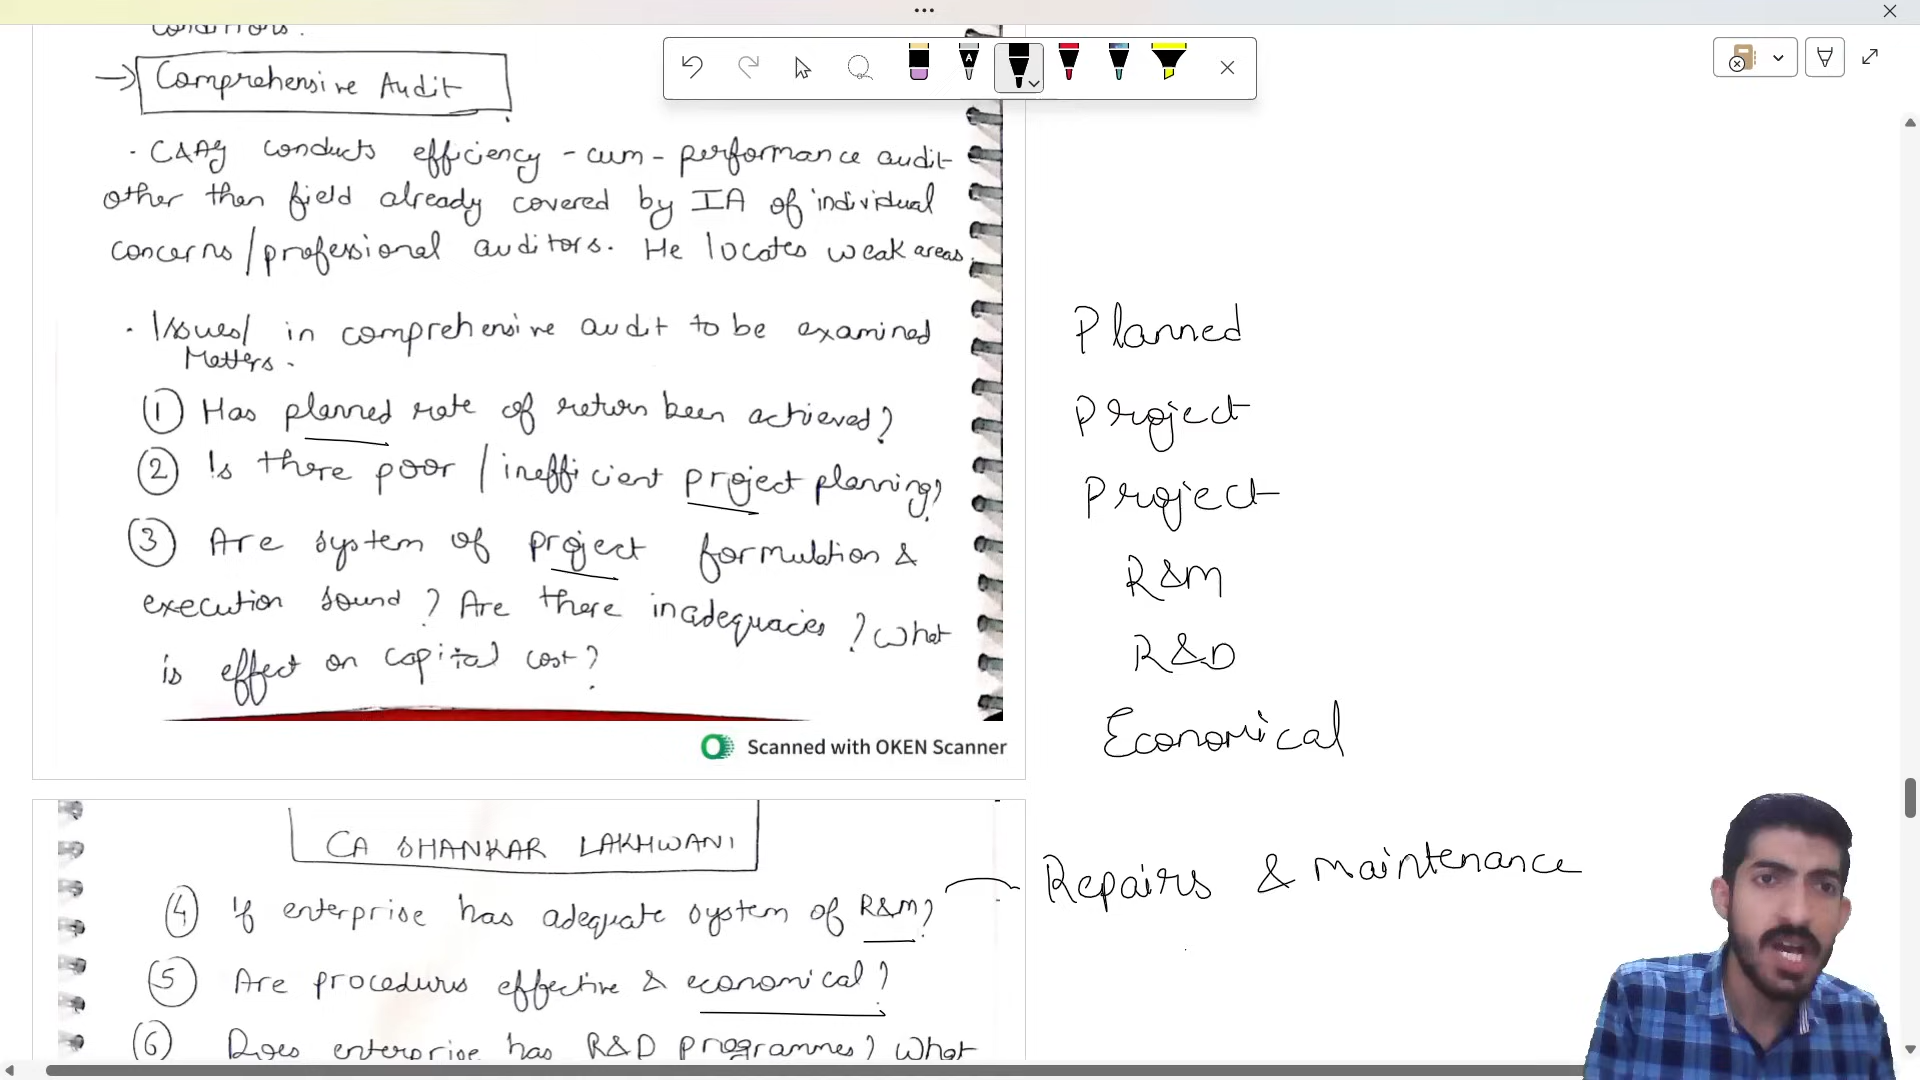 Comprehensive Audit
· C&AG conducts efficiency-cum-performance audit
other then field already covered by IA of individual
concerns/professional auditors. He locates weak areas.
· Issues/ in comprehensive audit to be examined
Matters.
① Has planned rate of return been achieved?
② Is there poor / inefficient project planning?
③ Are system of project formulation &
execution sound? Are there inadequacies? What
is effect on capital cost?
Scanned with OKEN Scanner
CA SHANKAR LAKHWANI
④ If enterprise has adequate system of R&M?
⑤ Are procedures effective & economical?
⑥ Does enterprise has R&D programmes? What
Planned
Project
Project
R&M
R&D
Economical
Repairs & maintenance